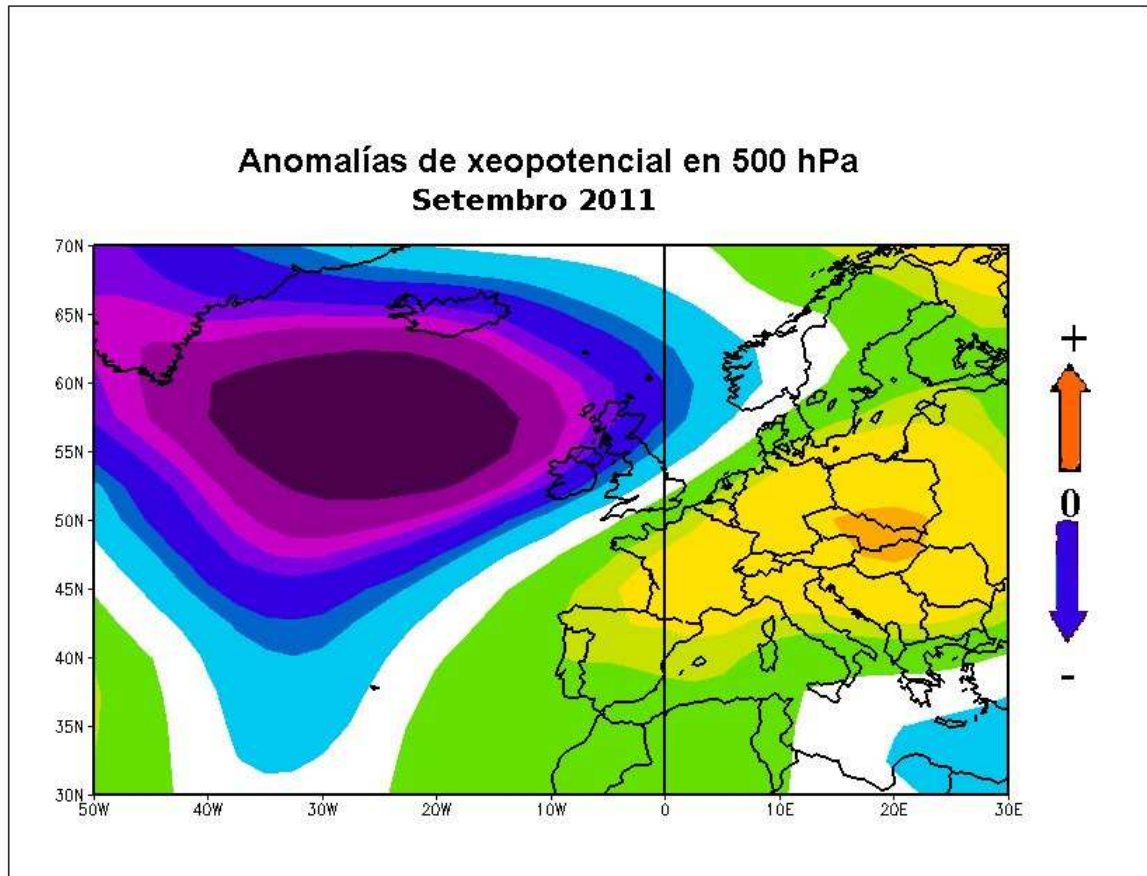 Anomalías de xeopotencial en 500 hPa
Setembro 2011
70N
65N
60N
55N
50N
45N
40N
35N
30N
50W 40W 30W 20W 10W 0 10E 20E 30E
+
0
-